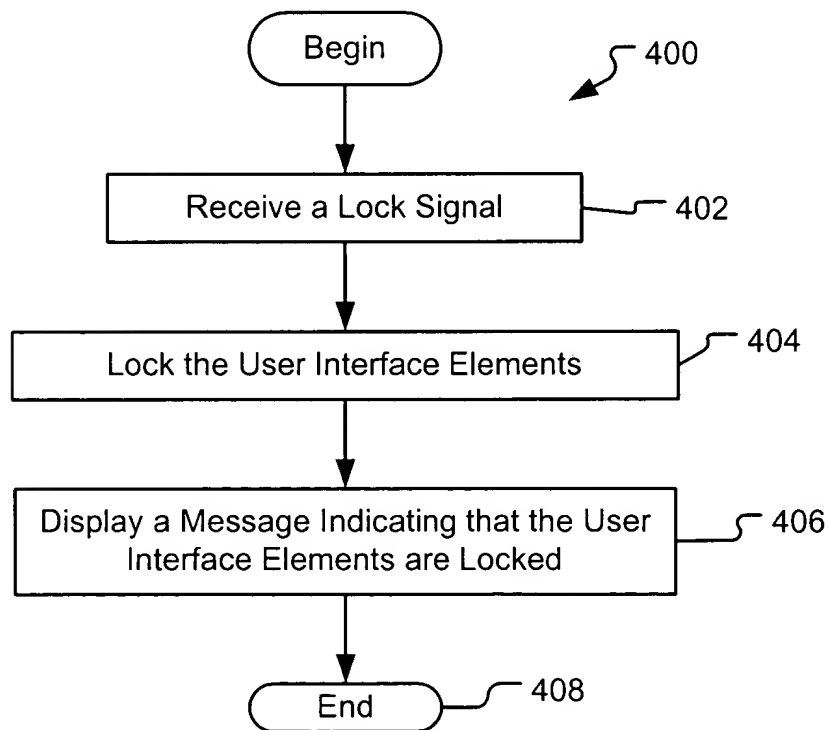 Begin
400
Receive a Lock Signal
402
Lock the User Interface Elements
404
Display a Message Indicating that the User
Interface Elements are Locked
406
End
408